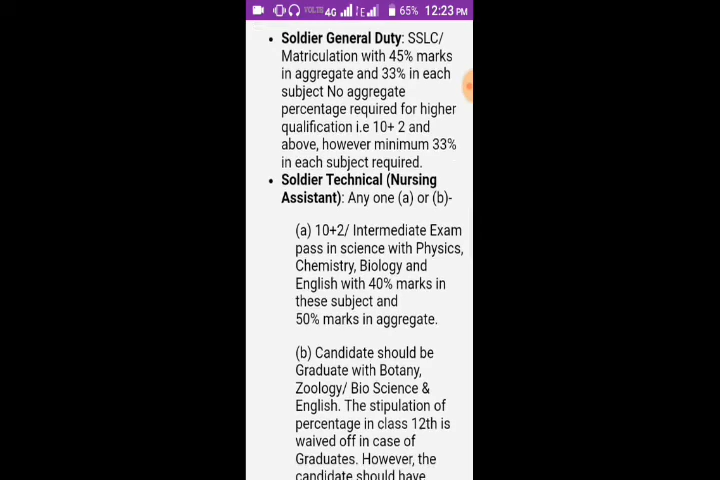 VOLTE 4G E 65% 12:23 PM
• Soldier General Duty: SSLC/
Matriculation with 45% marks
in aggregate and 33% in each
subject No aggregate
percentage required for higher
qualification i.e 10+ 2 and
above, however minimum 33%
in each subject required.
• Soldier Technical (Nursing
Assistant): Any one (a) or (b)-
(a) 10+2/ Intermediate Exam
pass in science with Physics,
Chemistry, Biology and
English with 40% marks in
these subject and
50% marks in aggregate.
(b) Candidate should be
Graduate with Botany,
Zoology/ Bio Science &
English. The stipulation of
percentage in class 12th is
waived off in case of
Graduates. However, the
candidate should have